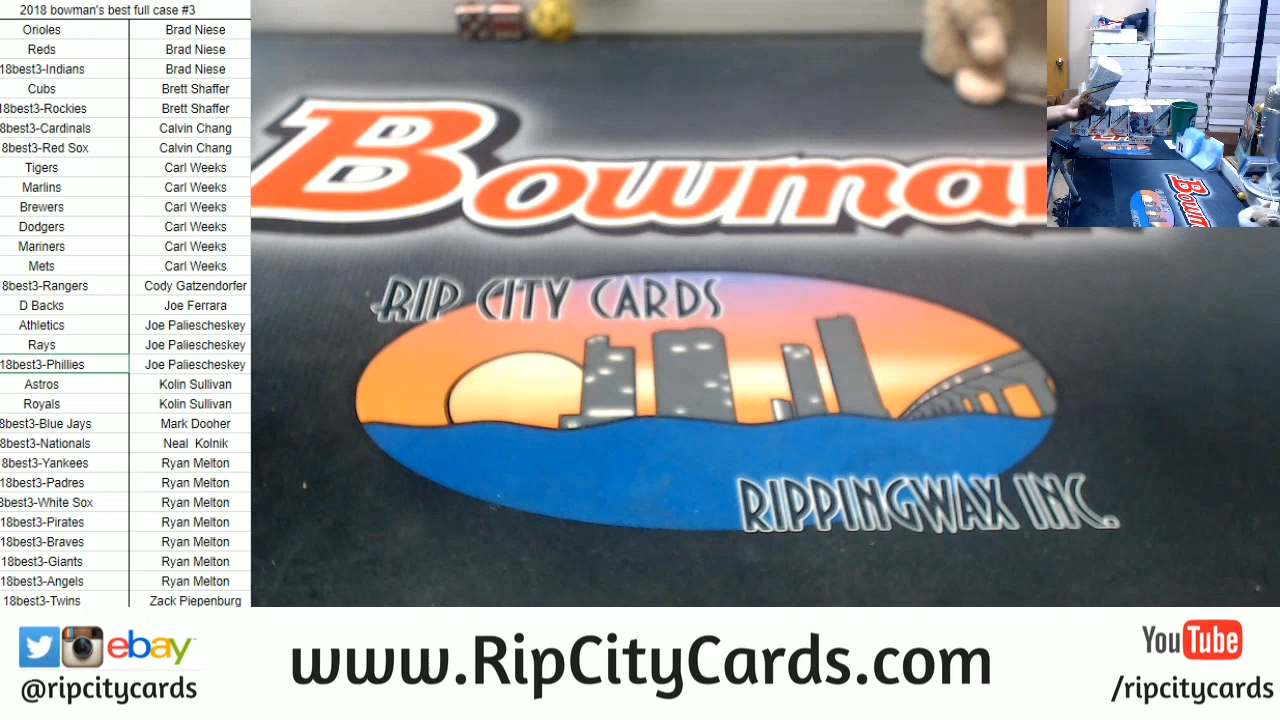 2018 bowman's best full case #3
Orioles Brad Niese
Reds Brad Niese
18best3-Indians Brad Niese
Cubs Brett Shaffer
8best3-Rockies Brett Shaffer
8best3-Cardinals Calvin Chang
8best3-Red Sox Calvin Chang
Tigers Carl Weeks
Marlins Carl Weeks
Brewers Carl Weeks
Dodgers Carl Weeks
Mariners Carl Weeks
Mets Carl Weeks
8best3-Rangers Cody Gatzendorfer
D Backs Joe Ferrara
Athletics Joe Paliescheskey
Rays Joe Paliescheskey
18best3-Phillies Joe Paliescheskey
Astros Kolin Sullivan
Royals Kolin Sullivan
8best3-Blue Jays Mark Dooher
8best3-Nationals Neal Kolnik
8best3-Yankees Ryan Melton
18best3-Padres Ryan Melton
3best3-White Sox Ryan Melton
18best3-Pirates Ryan Melton
18best3-Braves Ryan Melton
18best3-Giants Ryan Melton
18best3-Angels Ryan Melton
18best3-Twins Zack Piepenburg
Bowma
RIP CITY CARDS
RIPPINGWAX INC.
Bowm
ebay
@ripcitycards
www.RipCityCards.com
YouTube
/ripcitycards